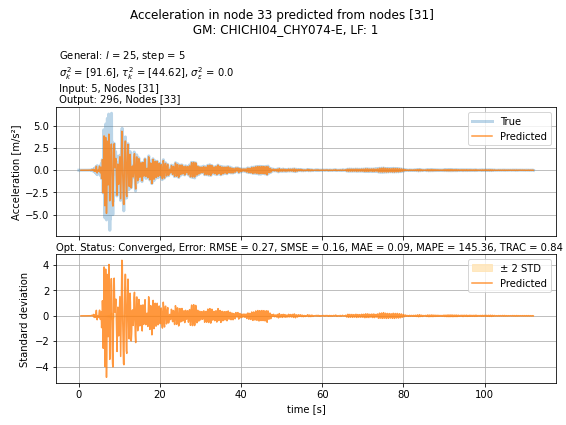 Acceleration in node 33 predicted from nodes [31]
GM: CHICHI04_CHY074-E, LF: 1
General: l = 25, step = 5
σ²ₖ = [91.6], τ²ₖ = [44.62], σ²ε = 0.0
Input: 5, Nodes [31]
Output: 296, Nodes [33]
Acceleration [m/s²]
5.0
2.5
0.0
−2.5
−5.0
True
Predicted
Opt. Status: Converged, Error: RMSE = 0.27, SMSE = 0.16, MAE = 0.09, MAPE = 145.36, TRAC = 0.84
Standard deviation
4
2
0
−2
−4
± 2 STD
Predicted
0 20 40 60 80 100
time [s]